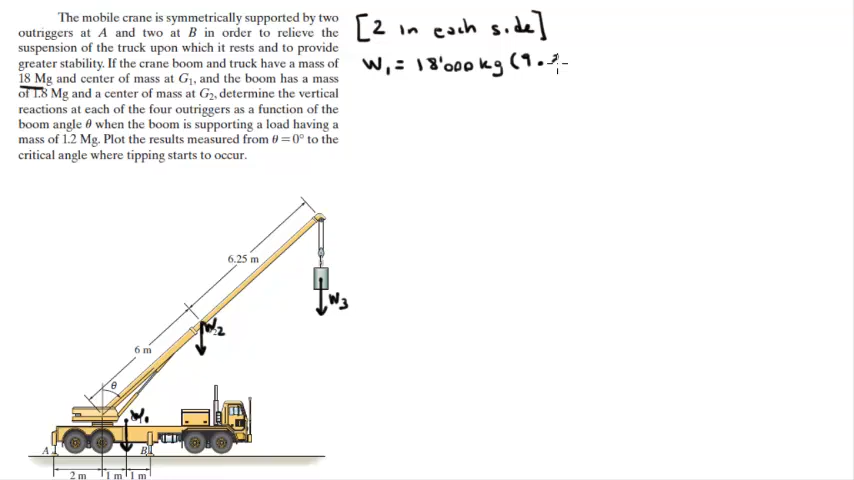 The mobile crane is symmetrically supported by two
outriggers at A and two at B in order to relieve the
suspension of the truck upon which it rests and to provide
greater stability. If the crane boom and truck have a mass of
18 Mg and center of mass at G₁, and the boom has a mass
of 1.8 Mg and a center of mass at G₂, determine the vertical
reactions at each of the four outriggers as a function of the
boom angle θ when the boom is supporting a load having a
mass of 1.2 Mg. Plot the results measured from θ = 0° to the
critical angle where tipping starts to occur.
[2 in each side]
W₁ = 18'000 kg (9.
6.25 m
W₃
W₂
6 m
θ
W₁
A
B
2 m
1 m
1 m